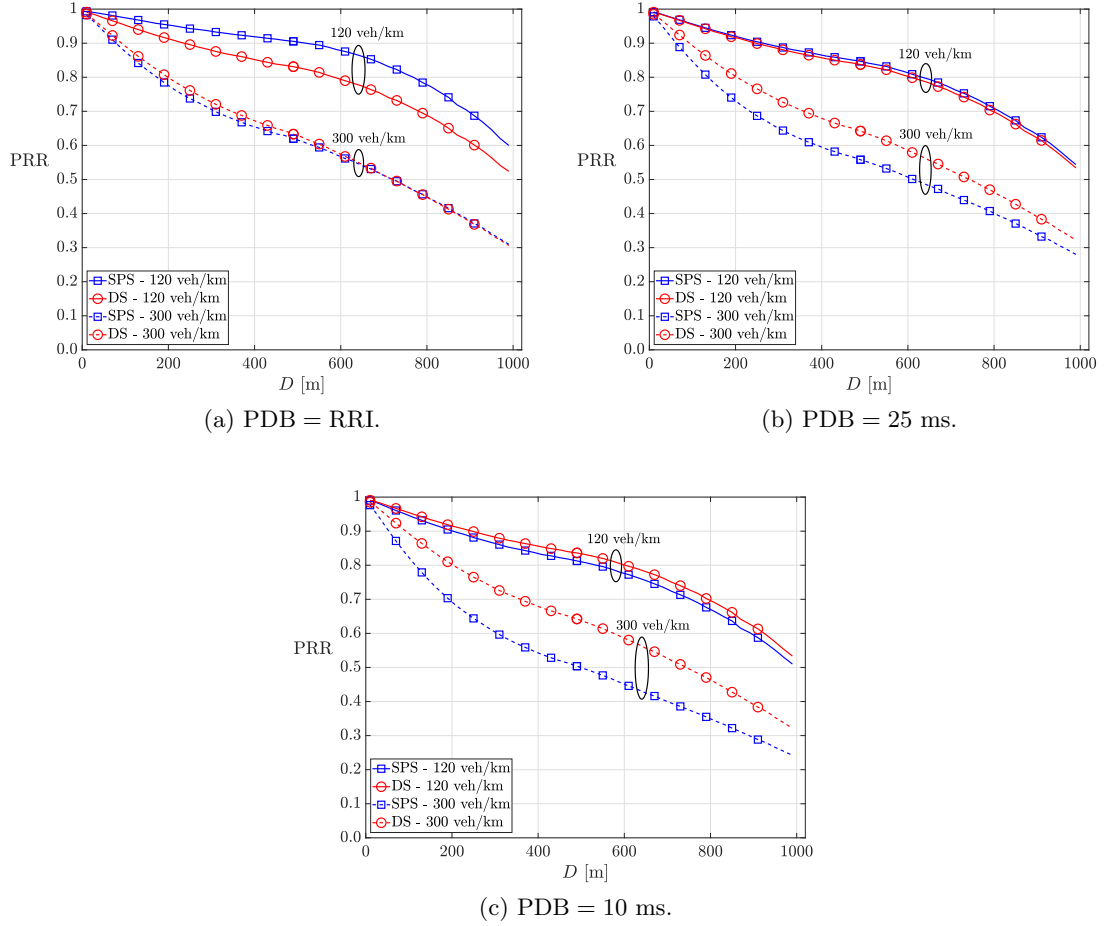 1
0.9
0.8
0.7
0.6
PRR
0.5
0.4
0.3
0.2
0.1
0.0
120 veh/km
300 veh/km
SPS - 120 veh/km
DS - 120 veh/km
SPS - 300 veh/km
DS - 300 veh/km
0 200 400 600 800 1000
D [m]
(a) PDB = RRI.
1
0.9
0.8
0.7
0.6
PRR
0.5
0.4
0.3
0.2
0.1
0.0
120 veh/km
300 veh/km
SPS - 120 veh/km
DS - 120 veh/km
SPS - 300 veh/km
DS - 300 veh/km
0 200 400 600 800 1000
D [m]
(b) PDB = 25 ms.
1
0.9
0.8
0.7
0.6
PRR
0.5
0.4
0.3
0.2
0.1
0.0
120 veh/km
300 veh/km
SPS - 120 veh/km
DS - 120 veh/km
SPS - 300 veh/km
DS - 300 veh/km
0 200 400 600 800 1000
D [m]
(c) PDB = 10 ms.